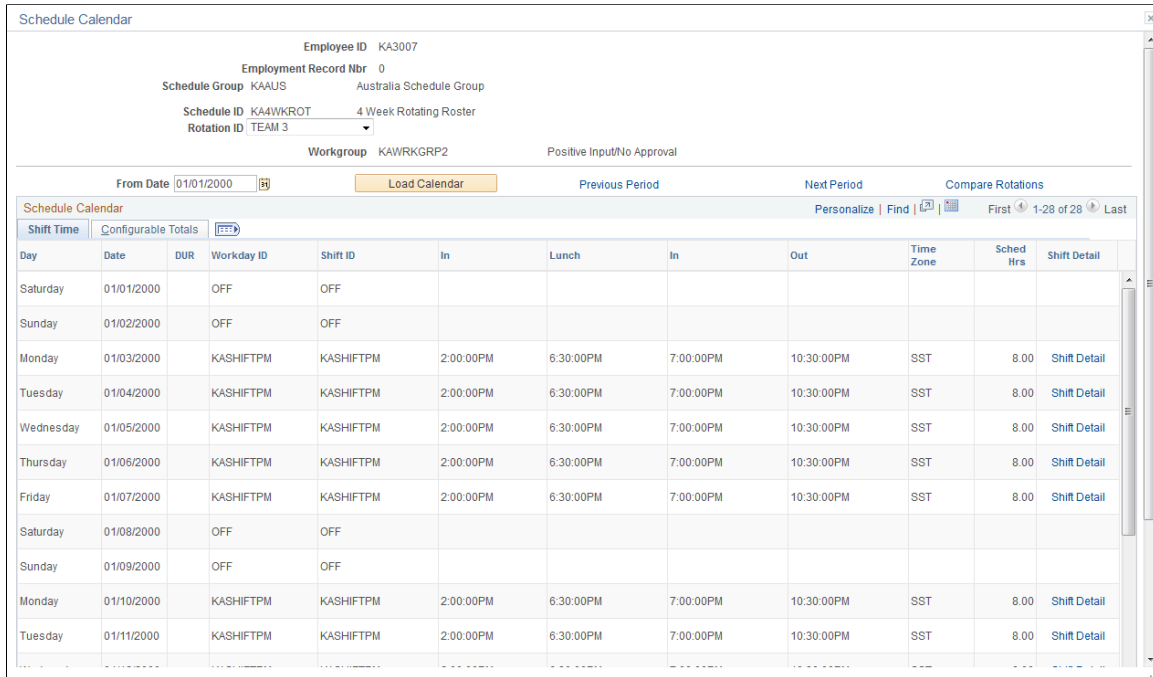 Schedule Calendar
Employee ID KA3007
Employment Record Nbr 0
Schedule Group KAAUS Australia Schedule Group
Schedule ID KA4WKROT 4 Week Rotating Roster
Rotation ID TEAM 3
Workgroup KAWRKGRP2 Positive Input/No Approval
From Date 01/01/2000 Load Calendar Previous Period Next Period Compare Rotations
Schedule Calendar Personalize | Find | | First 1-28 of 28 Last
Shift Time Configurable Totals
Day Date DUR Workday ID Shift ID In Lunch In Out Time Zone Sched Hrs Shift Detail
Saturday 01/01/2000 OFF OFF
Sunday 01/02/2000 OFF OFF
Monday 01/03/2000 KASHIFTPM KASHIFTPM 2:00:00PM 6:30:00PM 7:00:00PM 10:30:00PM SST 8.00 Shift Detail
Tuesday 01/04/2000 KASHIFTPM KASHIFTPM 2:00:00PM 6:30:00PM 7:00:00PM 10:30:00PM SST 8.00 Shift Detail
Wednesday 01/05/2000 KASHIFTPM KASHIFTPM 2:00:00PM 6:30:00PM 7:00:00PM 10:30:00PM SST 8.00 Shift Detail
Thursday 01/06/2000 KASHIFTPM KASHIFTPM 2:00:00PM 6:30:00PM 7:00:00PM 10:30:00PM SST 8.00 Shift Detail
Friday 01/07/2000 KASHIFTPM KASHIFTPM 2:00:00PM 6:30:00PM 7:00:00PM 10:30:00PM SST 8.00 Shift Detail
Saturday 01/08/2000 OFF OFF
Sunday 01/09/2000 OFF OFF
Monday 01/10/2000 KASHIFTPM KASHIFTPM 2:00:00PM 6:30:00PM 7:00:00PM 10:30:00PM SST 8.00 Shift Detail
Tuesday 01/11/2000 KASHIFTPM KASHIFTPM 2:00:00PM 6:30:00PM 7:00:00PM 10:30:00PM SST 8.00 Shift Detail